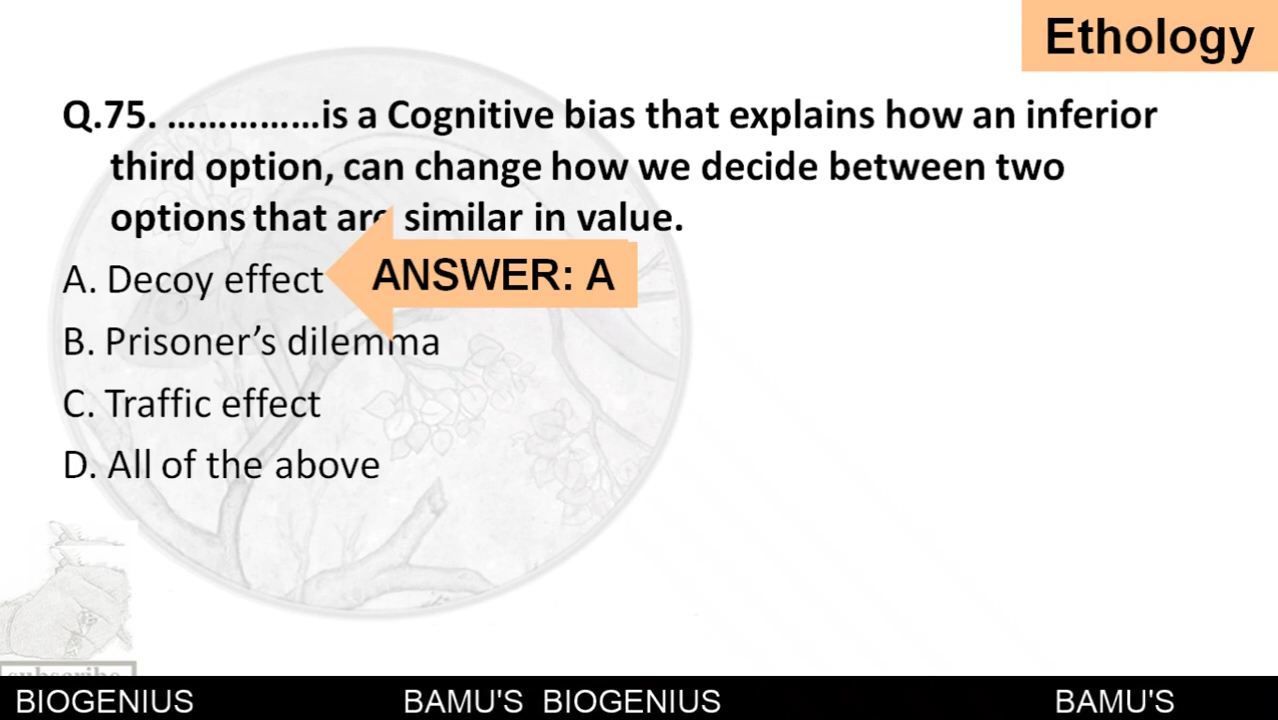 Ethology
Q.75. ...............is a Cognitive bias that explains how an inferior
third option, can change how we decide between two
options that are similar in value.
A. Decoy effect
ANSWER: A
B. Prisoner’s dilemma
C. Traffic effect
D. All of the above
subscribe
BIOGENIUS BAMU'S BIOGENIUS BAMU'S